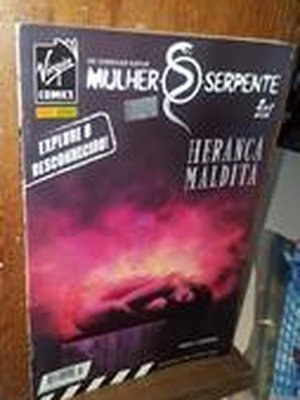 Virgin
COMICS
MULHER SERPENTE
EXPLORE O
DESCONHECIDO!
HERANÇA
MALDITA